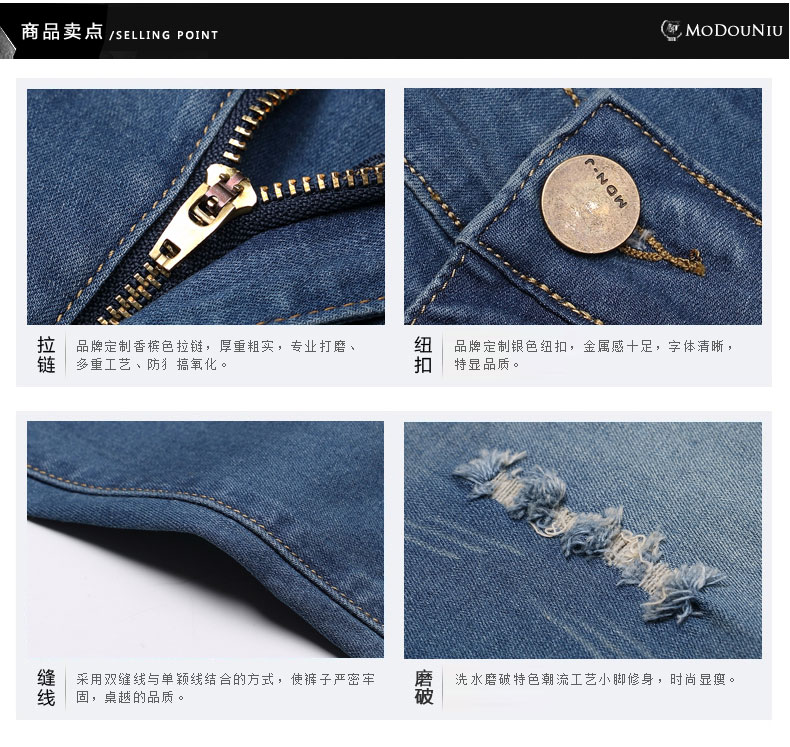 商品卖点 /SELLING POINT
MoDouNiu
MDN-J
拉链
品牌定制香槟色拉链，厚重粗实，专业打磨、
多重工艺、防犭搞氧化。
纽扣
品牌定制银色纽扣，金属感十足，字体清晰，
特显品质。
缝线
采用双缝线与单颖线结合的方式，使裤子严密牢
固，桌越的品质。
磨破
洗水磨破特色潮流工艺小脚修身，时尚显瘦。